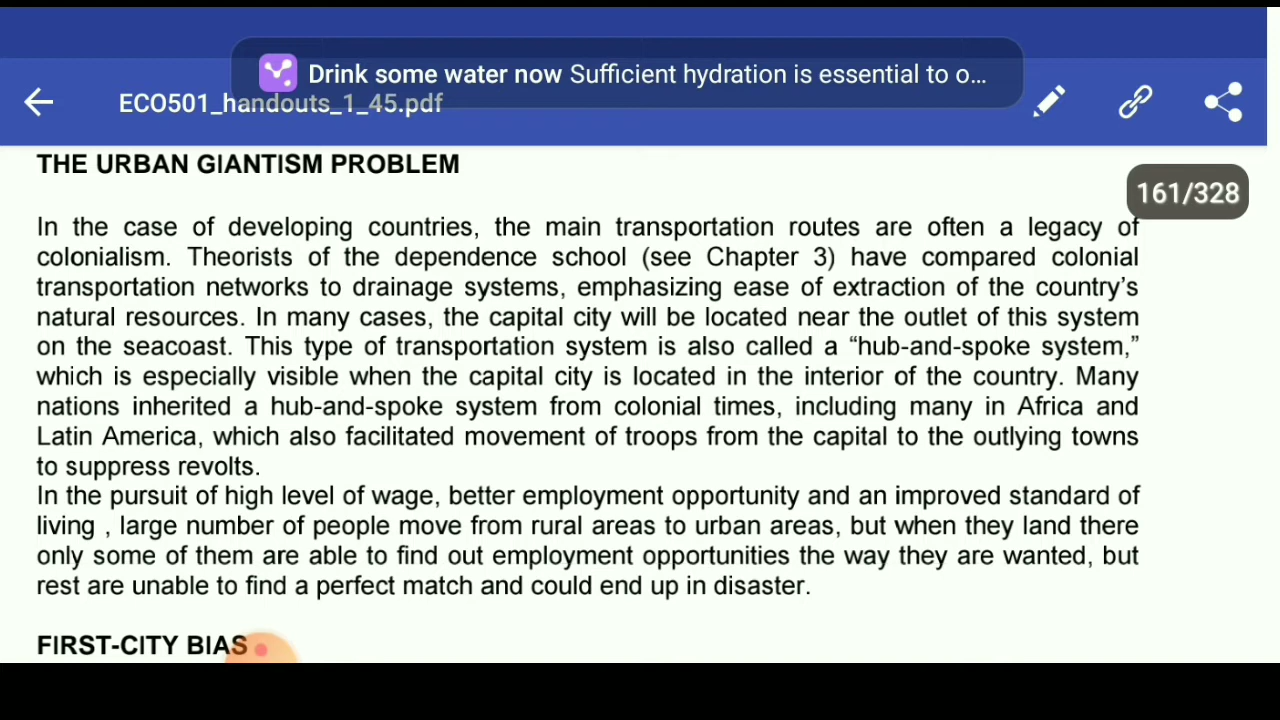 Drink some water now Sufficient hydration is essential to o...
ECO501_handouts_1_45.pdf
THE URBAN GIANTISM PROBLEM
161/328
In the case of developing countries, the main transportation routes are often a legacy of
colonialism. Theorists of the dependence school (see Chapter 3) have compared colonial
transportation networks to drainage systems, emphasizing ease of extraction of the country's
natural resources. In many cases, the capital city will be located near the outlet of this system
on the seacoast. This type of transportation system is also called a “hub-and-spoke system,”
which is especially visible when the capital city is located in the interior of the country. Many
nations inherited a hub-and-spoke system from colonial times, including many in Africa and
Latin America, which also facilitated movement of troops from the capital to the outlying towns
to suppress revolts.
In the pursuit of high level of wage, better employment opportunity and an improved standard of
living , large number of people move from rural areas to urban areas, but when they land there
only some of them are able to find out employment opportunities the way they are wanted, but
rest are unable to find a perfect match and could end up in disaster.
FIRST-CITY BIAS